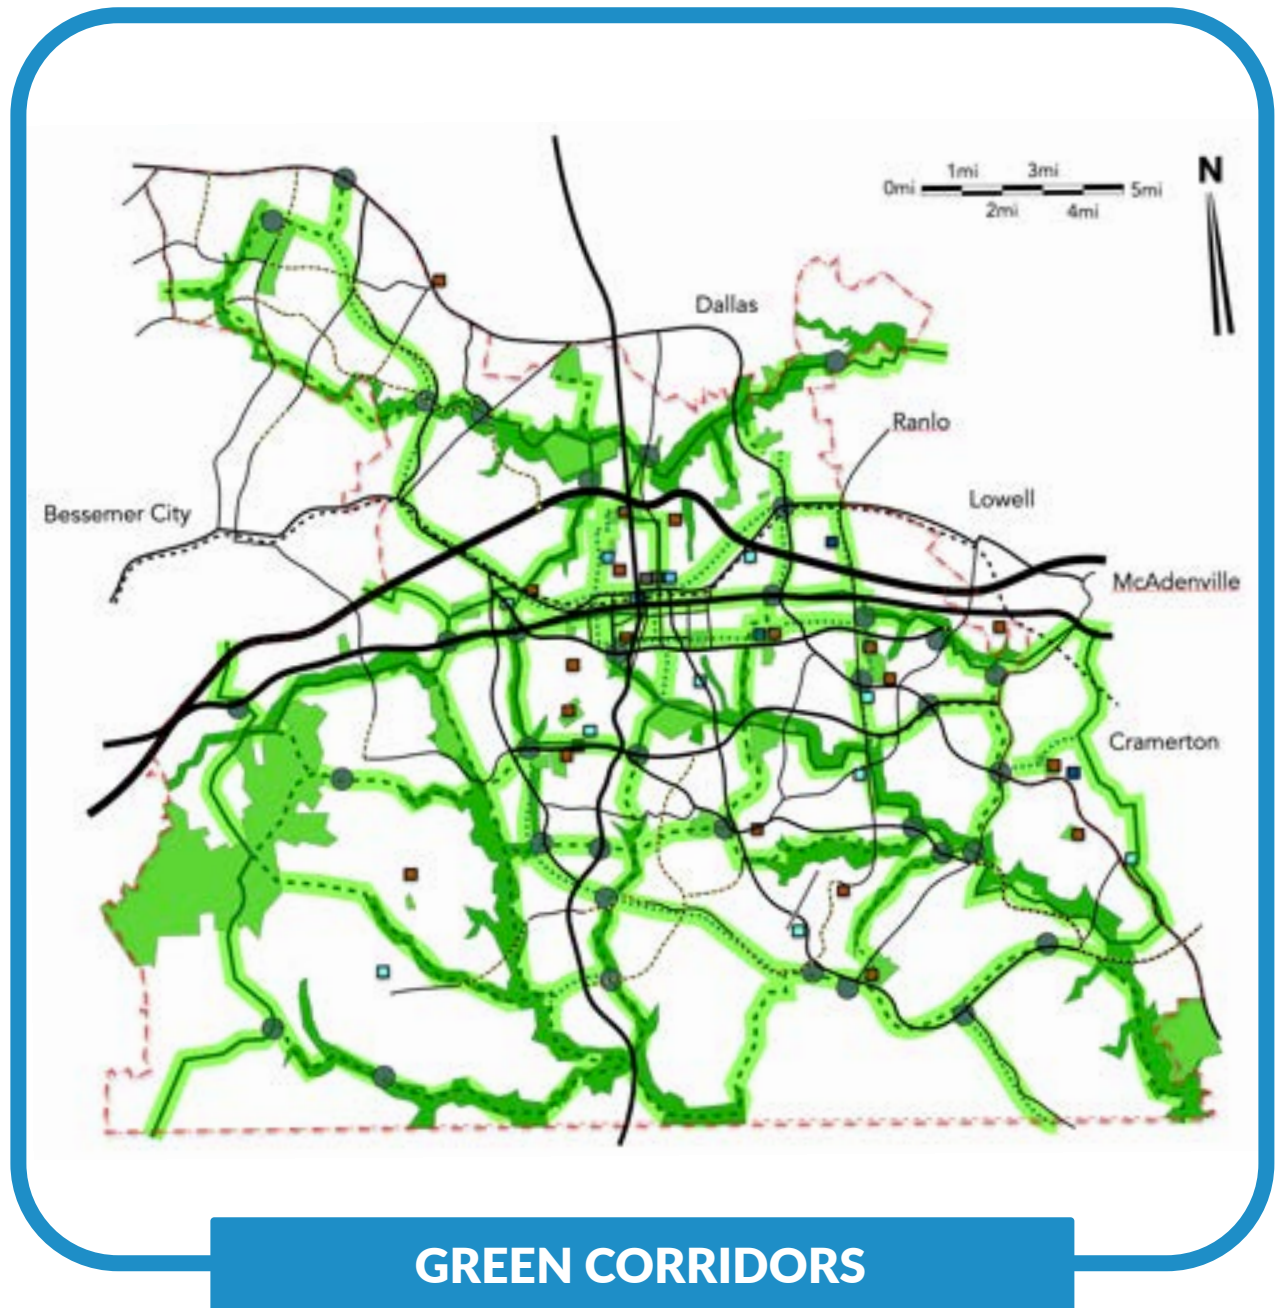 N
1mi 3mi
0mi 5mi
2mi 4mi
Dallas
Ranlo
Lowell
Bessemer City
McAdenville
Cramerton
GREEN CORRIDORS